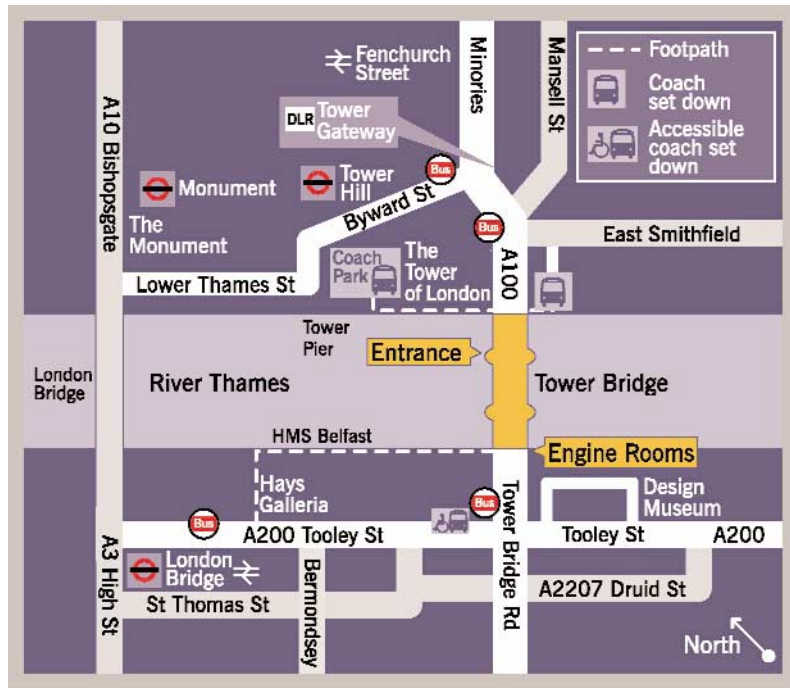 Fenchurch
Street
Minories
Mansell St
Footpath
Coach
set down
Accessible
coach set
down
DLR
Tower
Gateway
A10 Bishopsgate
Monument
Tower
Hill
Bus
Byward St
The
Monument
Bus
East Smithfield
A100
Coach
Park
The
Tower
of London
Lower Thames St
Tower
Pier
Entrance
London
Bridge
River Thames
Tower Bridge
HMS Belfast
Engine Rooms
Hays
Galleria
Design
Museum
Bus
Bus
A200 Tooley St
Tower Bridge Rd
Tooley St
A200
A3 High St
London
Bridge
Bermondsey
St Thomas St
A2207 Druid St
North